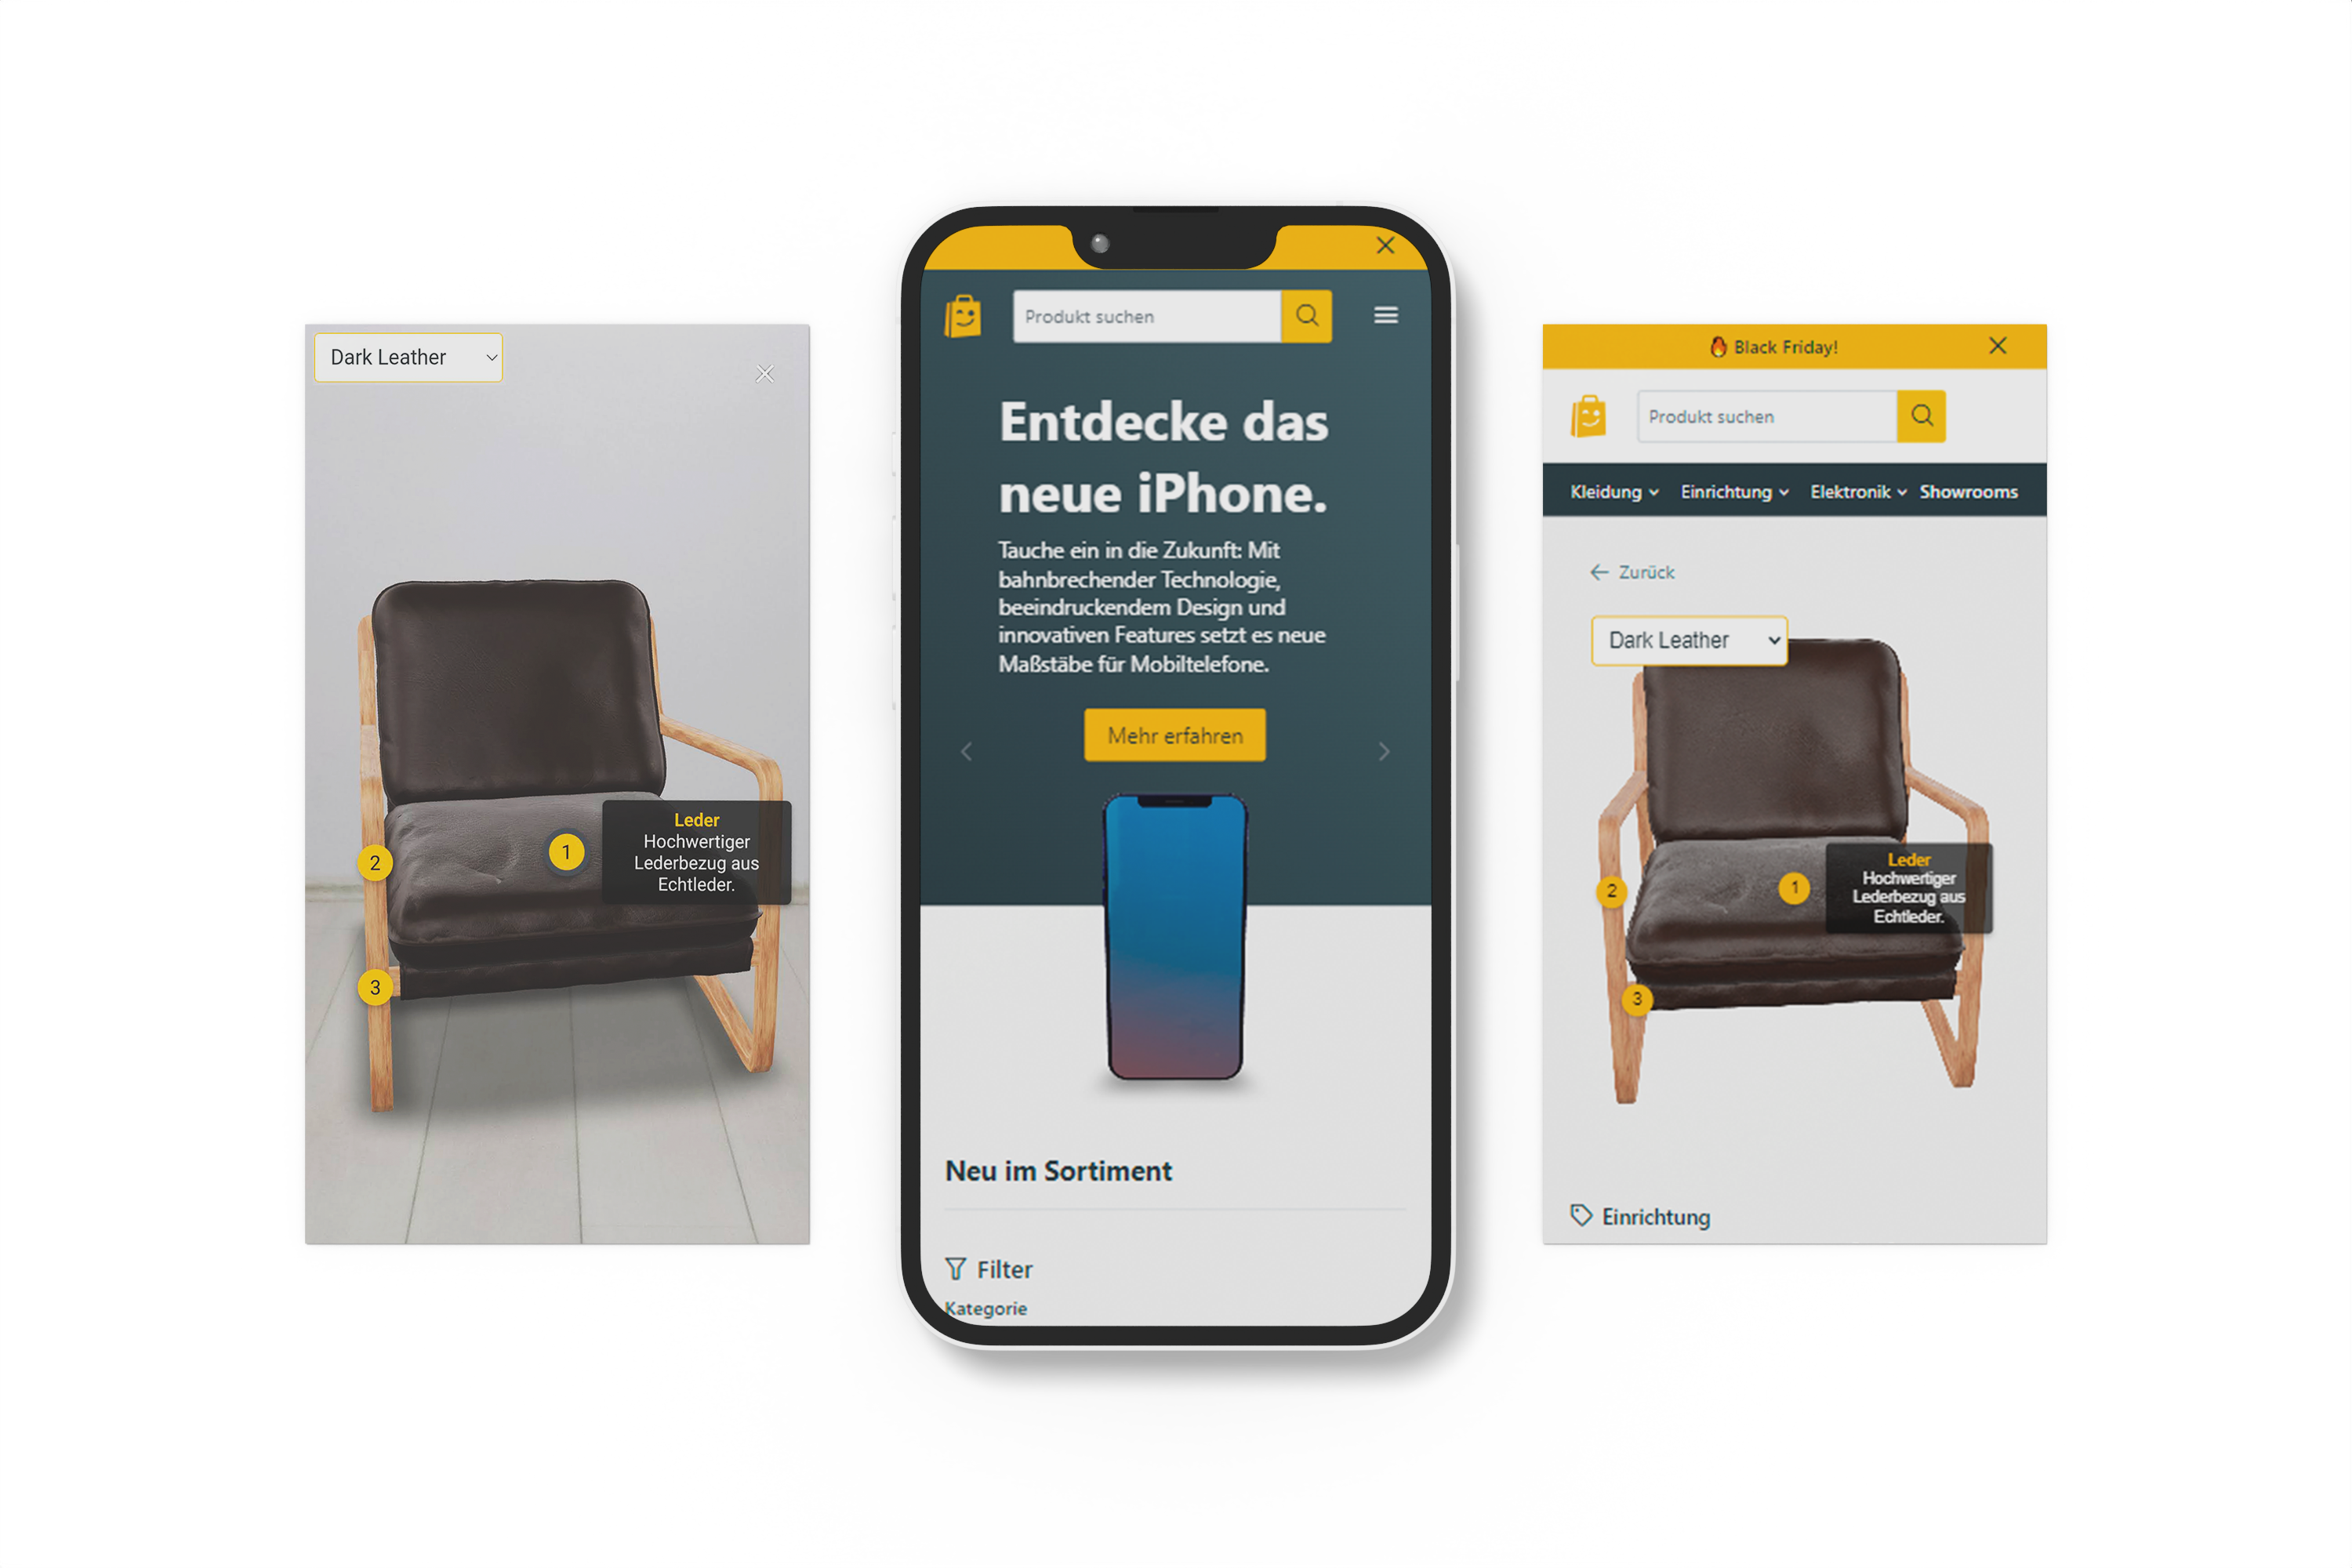 Dark Leather
Leder
Hochwertiger
Lederbezug aus
Echtleder.
1
2
3
Produkt suchen
Entdecke das
neue iPhone.
Tauche ein in die Zukunft: Mit
bahnbrechender Technologie,
beeindruckendem Design und
innovativen Features setzt es neue
Maßstäbe für Mobiltelefone.
Mehr erfahren
Neu im Sortiment
Filter
Kategorie
Black Friday!
Produkt suchen
Kleidung Einrichtung Elektronik Showrooms
Zurück
Dark Leather
Leder
Hochwertiger
Lederbezug aus
Echtleder.
1
2
3
Einrichtung